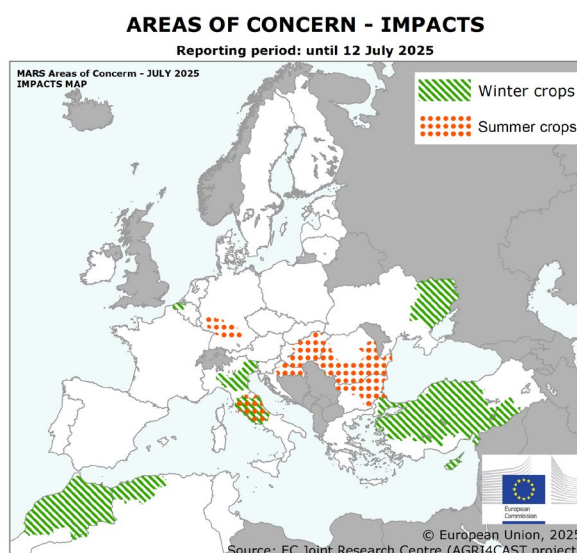 AREAS OF CONCERN - IMPACTS
Reporting period: until 12 July 2025
MARS Areas of Concern - JULY 2025
IMPACTS MAP
Winter crops
Summer crops
European
Commission
© European Union, 2025
Source: EC Joint Research Centre (AGRI4CAST project